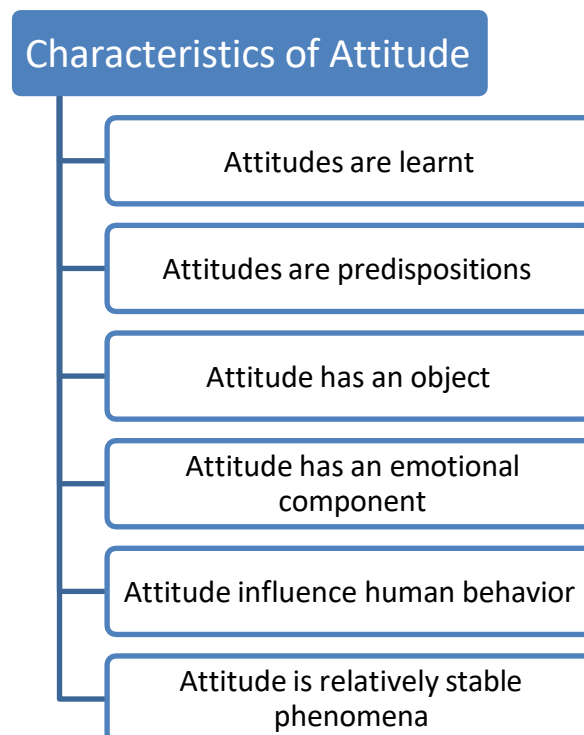 Characteristics of Attitude
Attitudes are learnt
Attitudes are predispositions
Attitude has an object
Attitude has an emotional
component
Attitude influence human behavior
Attitude is relatively stable
phenomena